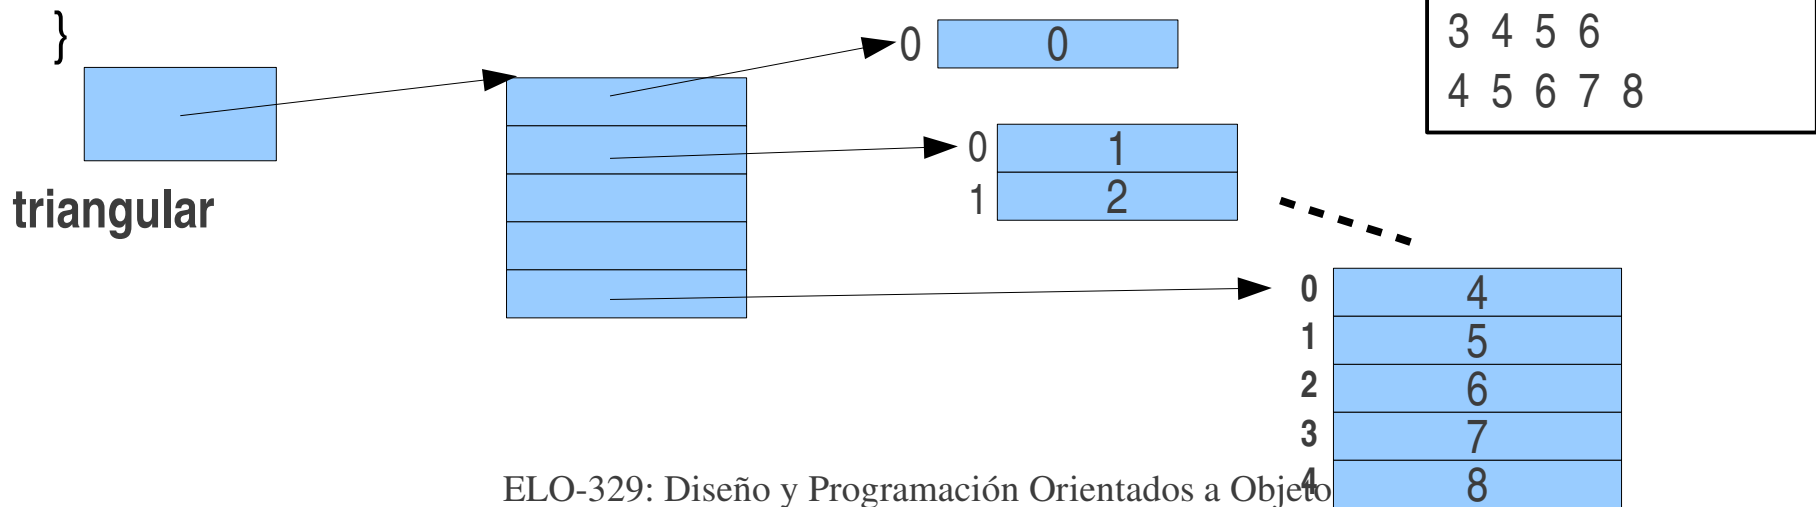 }
triangular
0 0
0 1
1 2
0 4
1 5
2 6
3 7
4 8
3 4 5 6
4 5 6 7 8
ELO-329: Diseño y Programación Orientados a Objeto